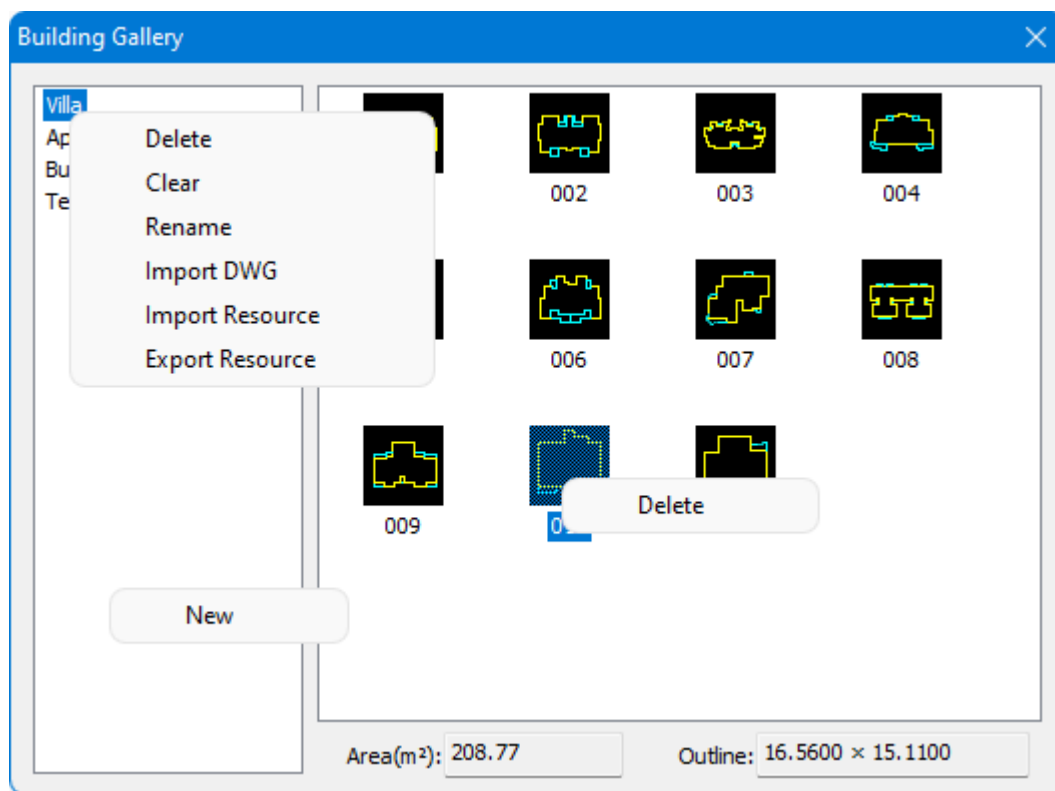 Building Gallery
Villa
Ap
Bu
Te
Delete
Clear
Rename
Import DWG
Import Resource
Export Resource
002
003
004
006
007
008
009
Delete
New
Area(m²): 208.77
Outline: 16.5600 × 15.1100